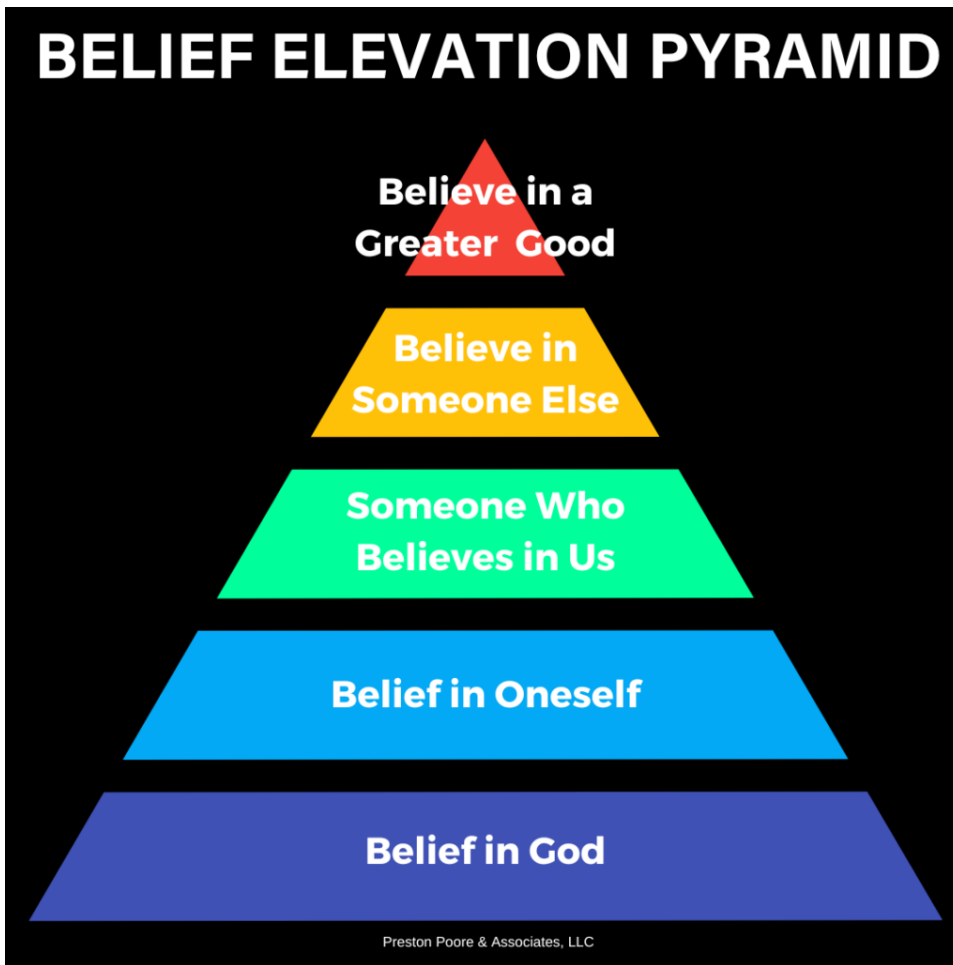 BELIEF ELEVATION PYRAMID
Believe in a
Greater Good
Believe in
Someone Else
Someone Who
Believes in Us
Belief in Oneself
Belief in God
Preston Poore & Associates, LLC